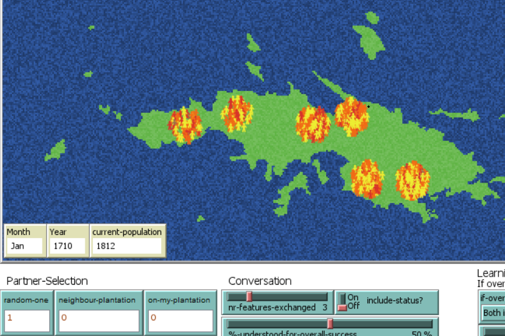 Month Year current-population
Jan 1710 1812
Partner-Selection
random-one neighbour-plantation on-my-plantation
1 0 0
Conversation
nr-features-exchanged 3
On
Off
include-status?
%-understood-for-overall-success 50 %
Learni
If over
if-over
Both i